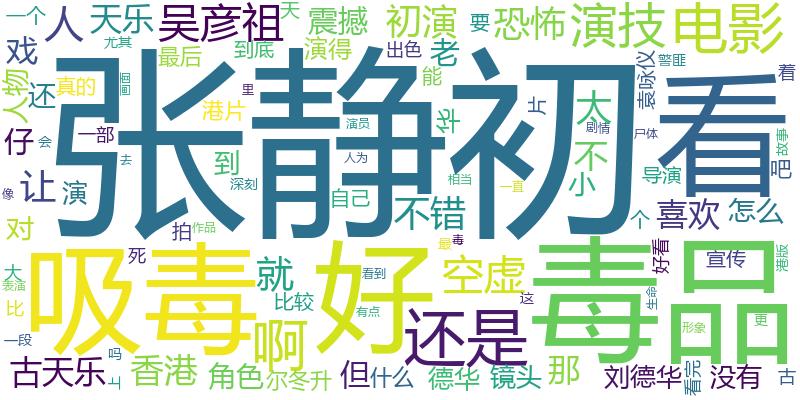 一个 人 天乐 吴彦祖 天 震撼 初演 要 恐怖 演技 电影
尤其
戏 最后 到底 演得 出色 老
人物 还 真的 画面 能 袁咏仪 警匪 着
张静初 看
港片 里 华 片 太
仔 一部 演员 剧情 尸体 故事
会 到 不 吧
让 去 人为 导演
像 演 深刻 自己 相当 一直 小
对 拍 作品 不错 个 喜欢 怎么
最 毒
吸毒 好 还是 毒品
大 死 就 看到 空虚 好看 宣传 港版
表演 比 比较 这 生命
一段 啊 有点 形象 更
古天乐 吗 上 香港 角色 尔冬升 但 什么 德华 镜头 那 刘德华 看完 没有 古